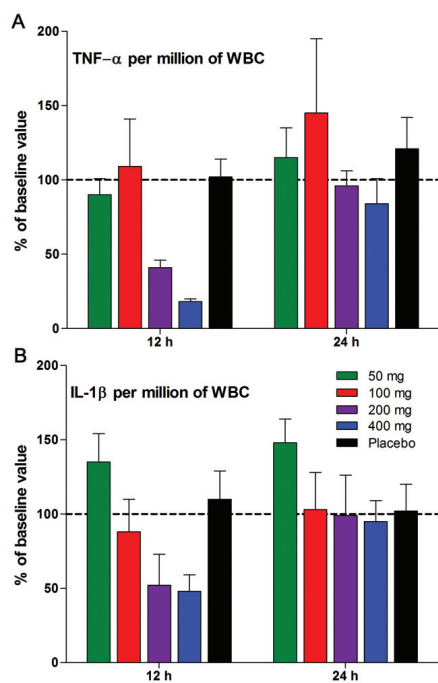 A
TNF−α per million of WBC
% of baseline value
200
150
100
50
0
12 h
24 h
B
IL-1β per million of WBC
% of baseline value
200
150
100
50
0
50 mg
100 mg
200 mg
400 mg
Placebo
12 h
24 h